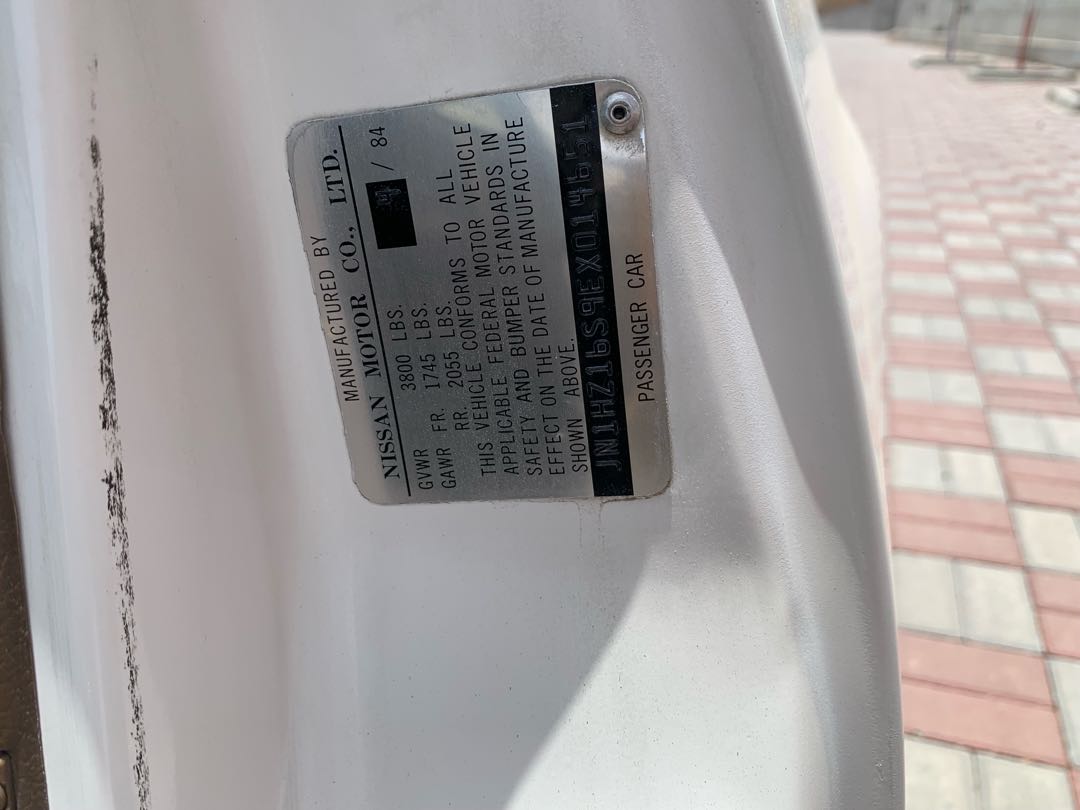 MANUFACTURED BY
NISSAN MOTOR CO., LTD.
4 / 84
GVWR 3800 LBS.
GAWR FR. 1745 LBS.
RR. 2055 LBS.
THIS VEHICLE CONFORMS TO ALL
APPLICABLE FEDERAL MOTOR VEHICLE
SAFETY AND BUMPER STANDARDS IN
EFFECT ON THE DATE OF MANUFACTURE
SHOWN ABOVE.
JN1HZ16S9EX014651
PASSENGER CAR